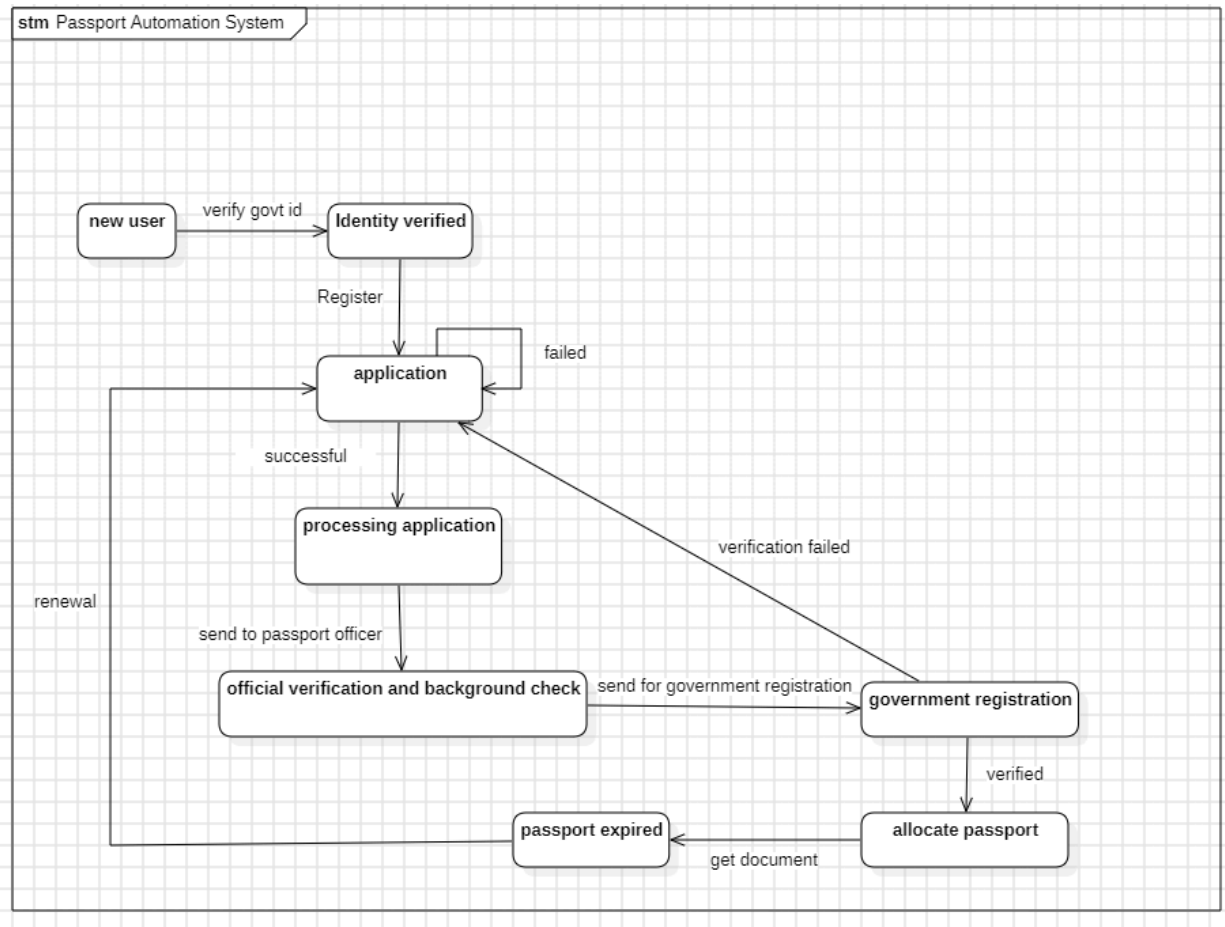 stm Passport Automation System
new user
verify govt id
Identity verified
Register
failed
application
successful
processing application
verification failed
renewal
send to passport officer
official verification and background check
send for government registration
government registration
verified
passport expired
allocate passport
get document